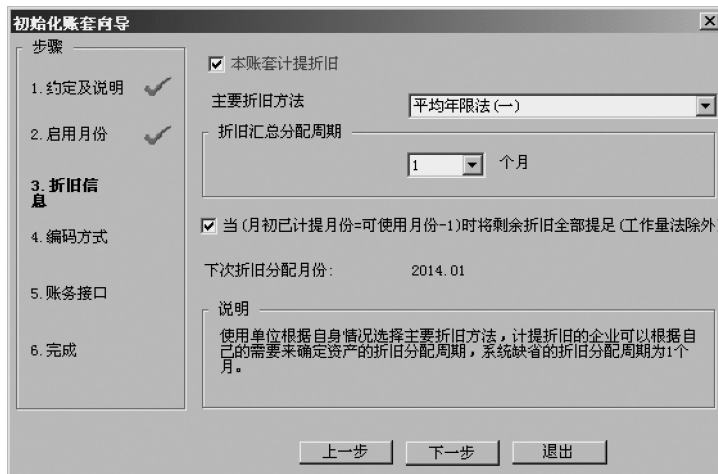 初始化账套向导
步骤
1.约定及说明
2.启用月份
3.折旧信
息
4.编码方式
5.账务接口
6.完成
本账套计提折旧
主要折旧方法 平均年限法(一)
折旧汇总分配周期
1 个月
当(月初已计提月份=可使用月份-1)时将剩余折旧全部提足(工作量法除外
下次折旧分配月份: 2014.01
说明
使用单位根据自身情况选择主要折旧方法，计提折旧的企业可以根据自
己的需要来确定资产的折旧分配周期，系统缺省的折旧分配周期为1个
月。
上一步 下一步 退出